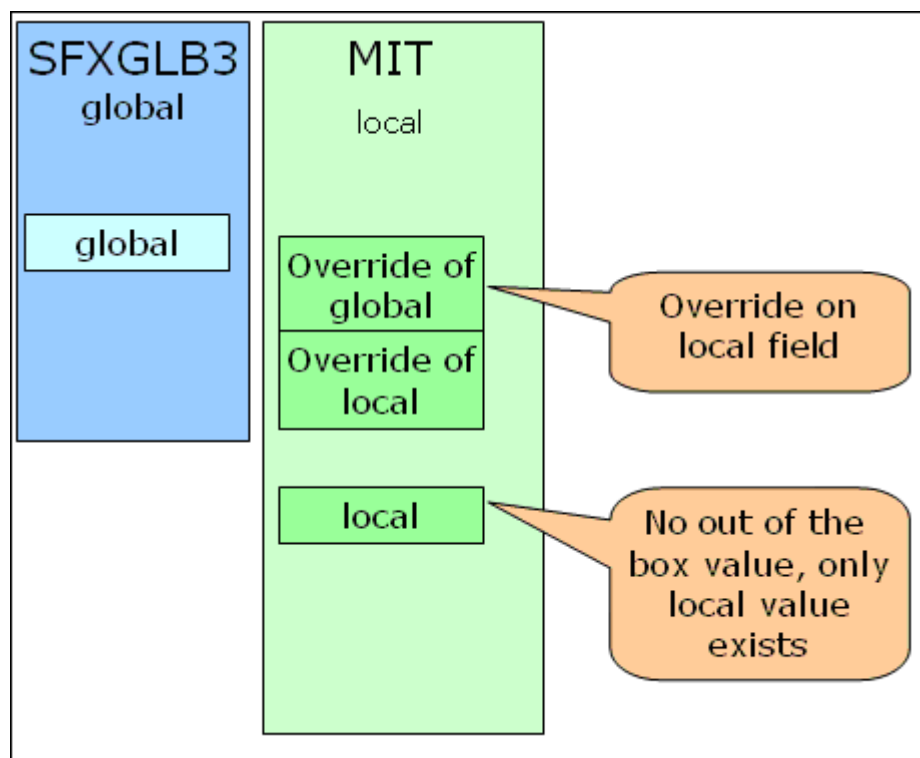 SFXGLB3
global
global
MIT
local
Override of
global
Override of
local
local
Override on
local field
No out of the
box value, only
local value
exists